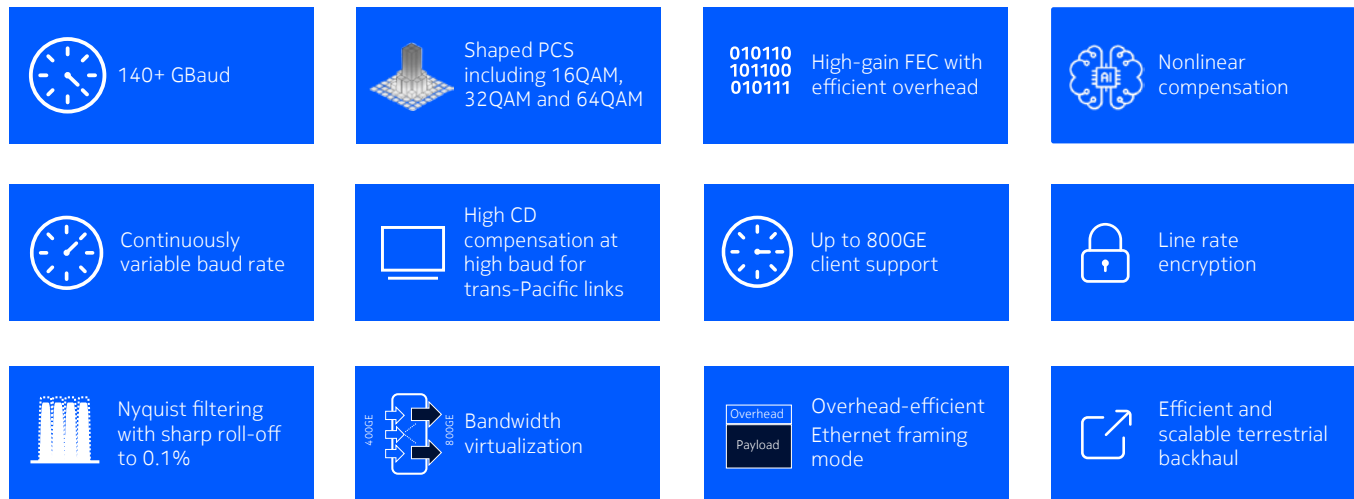 140+ GBaud
Shaped PCS
including 16QAM,
32QAM and 64QAM
010110
101100
010111
High-gain FEC with
efficient overhead
AI
Nonlinear
compensation
Continuously
variable baud rate
High CD
compensation at
high baud for
trans-Pacific links
Up to 800GE
client support
Line rate
encryption
Nyquist filtering
with sharp roll-off
to 0.1%
400GE
800GE
Bandwidth
virtualization
Overhead
Payload
Overhead-efficient
Ethernet framing
mode
Efficient and
scalable terrestrial
backhaul